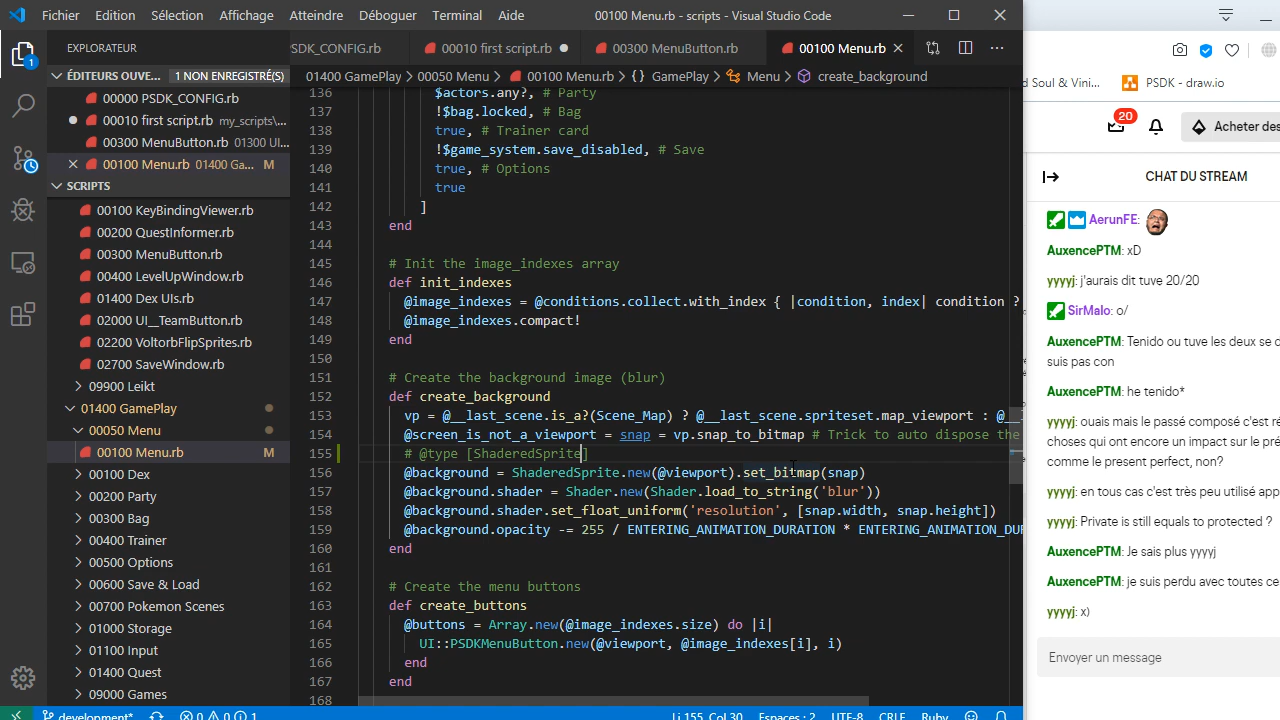 Fichier Edition Sélection Affichage Atteindre Déboguer Terminal Aide 00100 Menu.rb - scripts - Visual Studio Code
EXPLORATEUR
SDK_CONFIG.rb 00010 first script.rb 00300 MenuButton.rb 00100 Menu.rb
ÉDITEURS OUVE... 1 NON ENREGISTRÉ(S)
01400 GamePlay > 00050 Menu > 00100 Menu.rb > {} GamePlay > Menu > create_background
00000 PSDK_CONFIG.rb
00010 first script.rb my_scripts\...
00300 MenuButton.rb 01300 UI...
00100 Menu.rb 01400 Ga... M
SCRIPTS
00100 KeyBindingViewer.rb
00200 QuestInformer.rb
00300 MenuButton.rb
00400 LevelUpWindow.rb
01400 Dex UIs.rb
02000 UI__TeamButton.rb
02200 VoltorbFlipSprites.rb
02700 SaveWindow.rb
09900 Leikt
01400 GamePlay
00050 Menu
00100 Menu.rb M
00100 Dex
00200 Party
00300 Bag
00400 Trainer
00500 Options
00600 Save & Load
00700 Pokemon Scenes
01000 Storage
01100 Input
01400 Quest
09000 Games
136 $actors.any?, # Party
137 !$bag.locked, # Bag
138 true, # Trainer card
139 !$game_system.save_disabled, # Save
140 true, # Options
141 true
142 ]
143 end
144
145 # Init the image_indexes array
146 def init_indexes
147 @image_indexes = @conditions.collect.with_index { |condition, index| condition ?
148 @image_indexes.compact!
149 end
150
151 # Create the background image (blur)
152 def create_background
153 vp = @__last_scene.is_a?(Scene_Map) ? @__last_scene.spriteset.map_viewport : @__
154 @screen_is_not_a_viewport = snap = vp.snap_to_bitmap # Trick to auto dispose the
155 # @type [ShaderedSprite]
156 @background = ShaderedSprite.new(@viewport).set_bitmap(snap)
157 @background.shader = Shader.new(Shader.load_to_string('blur'))
158 @background.shader.set_float_uniform('resolution', [snap.width, snap.height])
159 @background.opacity -= 255 / ENTERING_ANIMATION_DURATION * ENTERING_ANIMATION_DU
160 end
161
162 # Create the menu buttons
163 def create_buttons
164 @buttons = Array.new(@image_indexes.size) do |i|
165 UI::PSDKMenuButton.new(@viewport, @image_indexes[i], i)
166 end
167 end
168
development* 0 0 1 Li 155, Col 30 Espaces : 2 UTF-8 CRLF Ruby
d Soul & Vini... PSDK - draw.io
20 Acheter des
CHAT DU STREAM
AerunFE:
AuxencePTM: xD
yyyyj: j'aurais dit tuve 20/20
SirMalo: o/
AuxencePTM: Tenido ou tuve les deux se d
suis pas con
AuxencePTM: he tenido*
yyyyj: ouais mais le passé composé c'est ré
choses qui ont encore un impact sur le pré
comme le present perfect, non?
yyyyj: en tous cas c'est très peu utilisé app
yyyyj: Private is still equals to protected ?
AuxencePTM: Je sais plus yyyyj
AuxencePTM: je suis perdu avec toutes ce
yyyyj: x)
Envoyer un message